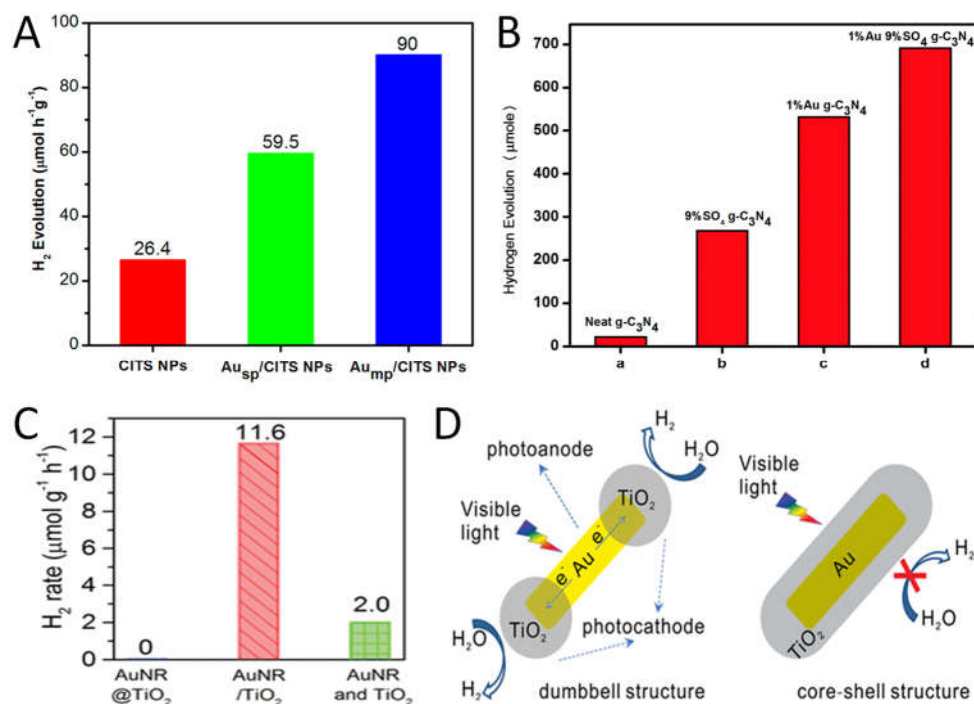 A
H₂ Evolution (μmol h⁻¹g⁻¹)
100
80
60
40
20
0
26.4
59.5
90
CITS NPs
Au_sp/CITS NPs
Au_mp/CITS NPs
B
Hydrogen Evolution (μmole)
700
600
500
400
300
200
100
0
Neat g-C₃N₄
9%SO₄ g-C₃N₄
1%Au g-C₃N₄
1%Au 9%SO₄ g-C₃N₄
a
b
c
d
C
H₂ rate (μmol g⁻¹ h⁻¹)
12
10
8
6
4
2
0
0
11.6
2.0
AuNR
@TiO₂
AuNR
/TiO₂
AuNR
and TiO₂
D
photoanode
H₂
H₂O
TiO₂
Visible
light
e⁻
Au
e⁻
TiO₂
H₂O
H₂
photocathode
dumbbell structure
Visible
light
Au
TiO₂
H₂
H₂O
core-shell structure